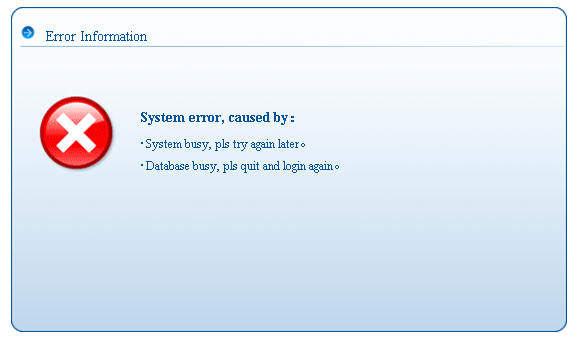 Error Information
System error, caused by：
·System busy, pls try again later。
·Database busy, pls quit and login again。